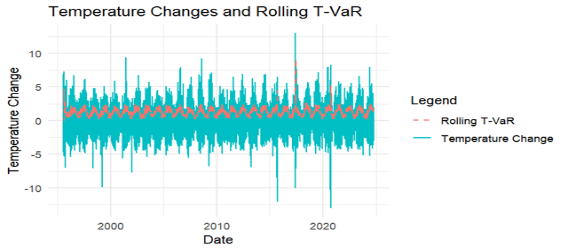 Temperature Changes and Rolling T-VaR
Temperature Change
10
5
0
-5
-10
2000
2010
2020
Date
Legend
Rolling T-VaR
Temperature Change